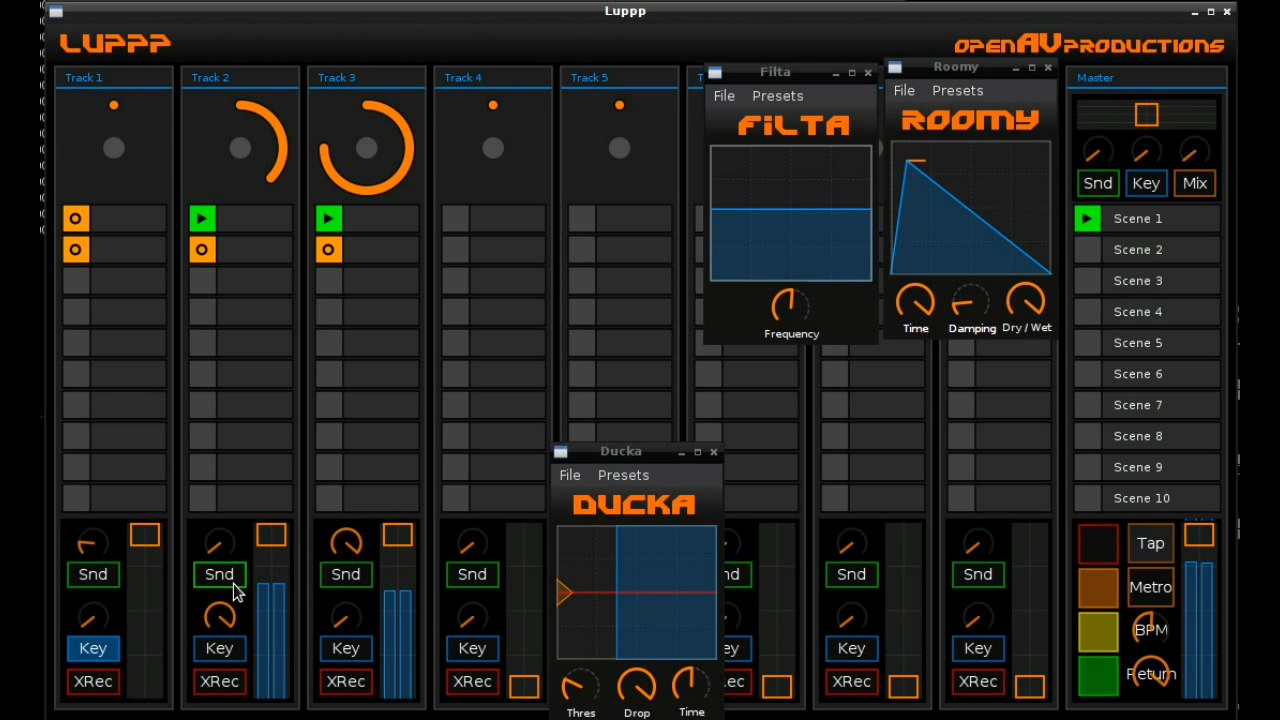 Luppp
LUPPP
openAVproductions
Track 1
Track 2
Track 3
Track 4
Track 5
T
Master
Filta
File Presets
FILTA
Frequency
Roomy
File Presets
ROOMY
Time Damping Dry / Wet
Snd Key Mix
Scene 1
Scene 2
Scene 3
Scene 4
Scene 5
Scene 6
Scene 7
Scene 8
Scene 9
Scene 10
Ducka
File Presets
DUCKA
Thres Drop Time
Snd Snd Snd Snd nd Snd Snd
Key Key Key Key Key Key Key
XRec XRec XRec XRec ec XRec XRec
Tap
Metro
BPM
Return